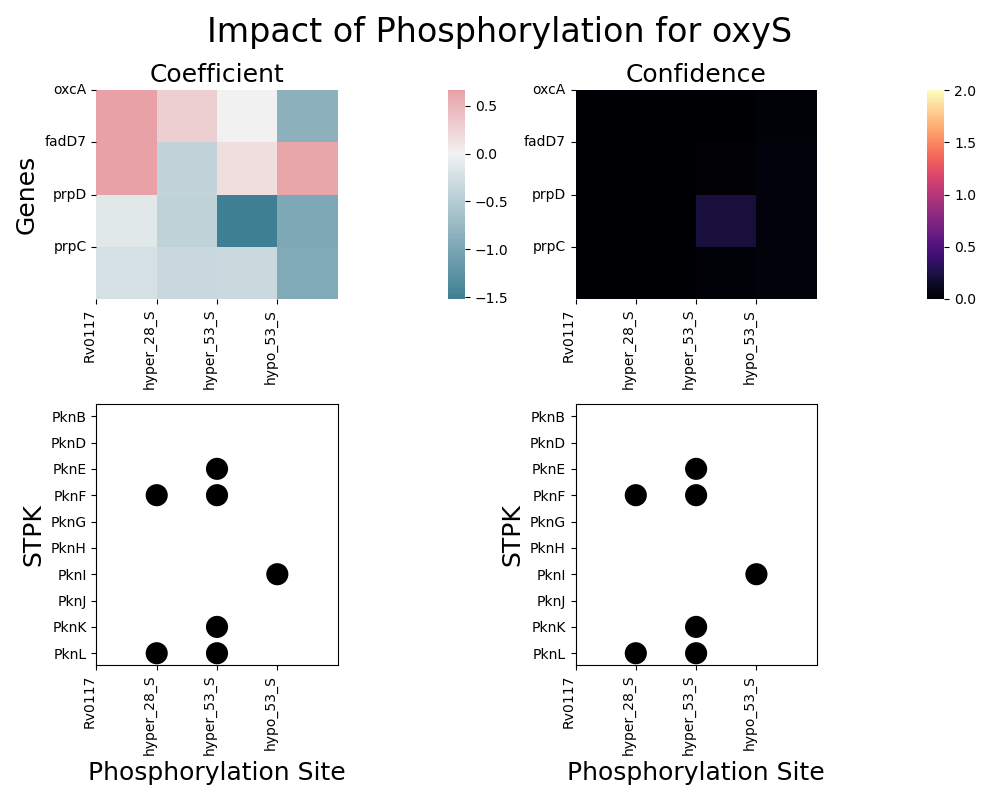 Impact of Phosphorylation for oxyS
Coefficient
Confidence
Genes
oxcA
fadD7
prpD
prpC
0.5
0.0
−0.5
−1.0
−1.5
Rv0117
hyper_28_S
hyper_53_S
hypo_53_S
oxcA
fadD7
prpD
prpC
2.0
1.5
1.0
0.5
0.0
Rv0117
hyper_28_S
hyper_53_S
hypo_53_S
STPK
PknB
PknD
PknE
PknF
PknG
PknH
PknI
PknJ
PknK
PknL
Rv0117
hyper_28_S
hyper_53_S
hypo_53_S
Phosphorylation Site
STPK
PknB
PknD
PknE
PknF
PknG
PknH
PknI
PknJ
PknK
PknL
Rv0117
hyper_28_S
hyper_53_S
hypo_53_S
Phosphorylation Site